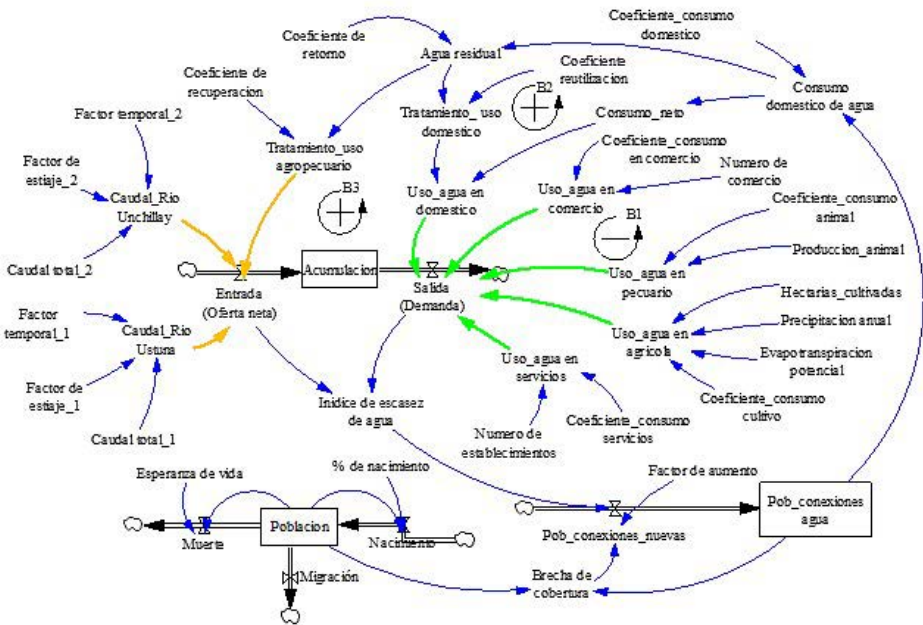 Coeficiente_consumo
domestico
Coeficiente de
retorno
Agua residual
Coeficiente de
recuperacion
Coeficiente
reutilización
B2
Consumo
domestico de agua
Factor temporal_2
Tratamiento_uso
domestico
Consumo_neto
Tratamiento_uso
agropecuario
Coeficiente_consumo
en comercio
Factor de
estiaje_2
Numero de
comercio
B3
Caudal_Rio
Unchillay
Uso_agua en
domestico
Uso_agua en
comercio
B1
Coeficiente_consumo
animal
Produccion_animal
Caudal total_2
Acumulacion
Entrada
(Oferta neta)
Salida
(Demanda)
Uso_agua en
pecuario
Hectarias_cultivadas
Factor
temporal_1
Caudal_Rio
Ustuna
Precipitacion anual
Uso_agua en
agricola
Uso_agua en
servicios
Evapotranspiracion
potencial
Factor de
estiaje_1
Inidice de escasez
de agua
Coeficiente_consumo
cultivo
Caudal total_1
Numero de
establecimientos
Coeficiente_consumo
servicios
Esperanza de vida
% de nacimiento
Factor de aumento
Poblacion
Pob_conexiones
agua
Muerte
Nacimiento
Pob_conexiones_nuevas
Migración
Brecha de
cobertura